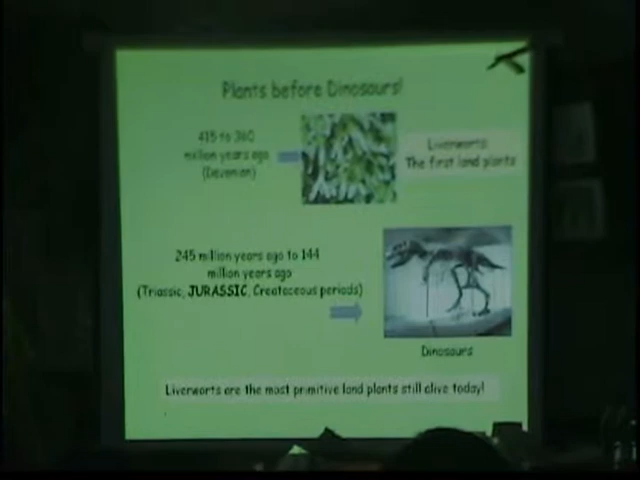 Plants before Dinosaurs!
415 to 360
million years ago
(Devonian)
Liverworts:
The first land plants
245 million years ago to 144
million years ago
(Triassic, JURASSIC, Creataceous periods)
Dinosaurs
Liverworts are the most primitive land plants still alive today!